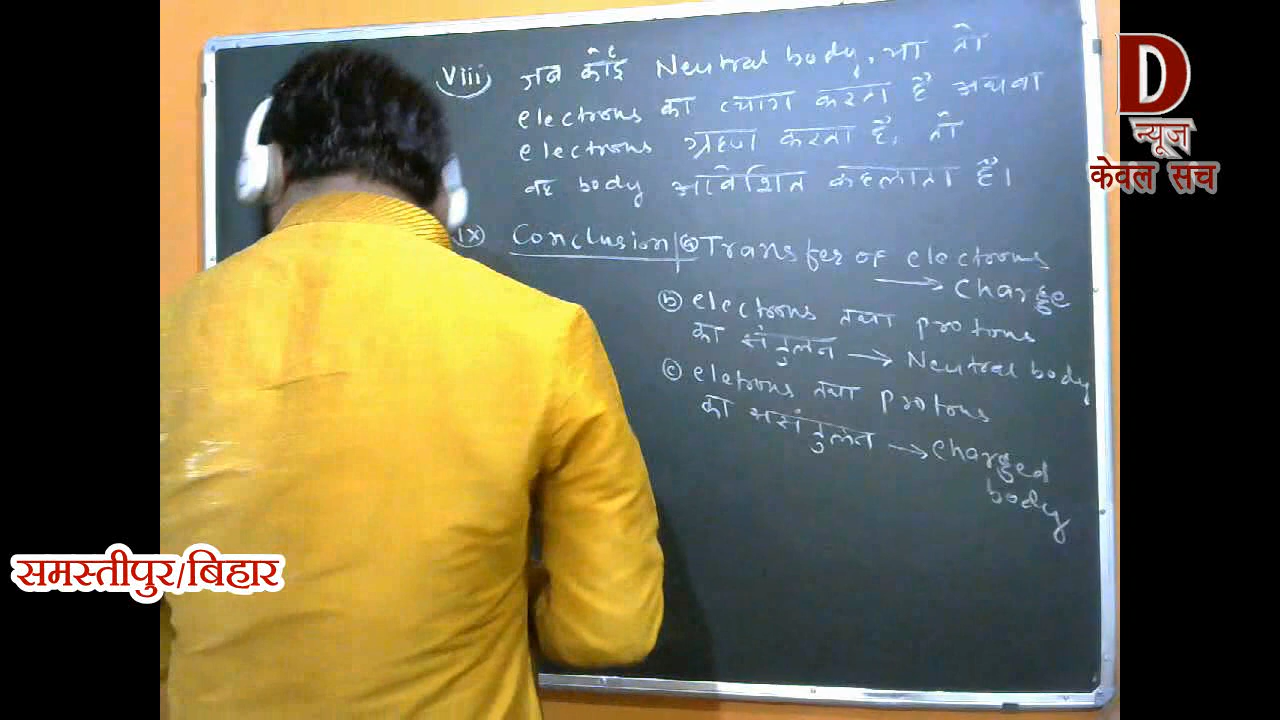 viii) जब कोई Neutral body, या तो
electrons का त्याग करता है अथवा
electrons ग्रहण करता है, तो
वह body आवेशित कहलाता है।
ix) Conclusion| (a) Transfer of electrons
→ Charge
(b) electrons तथा protons
का संतुलन → Neutral body
(c) eletrons तथा protons
का असंतुलन → charged
body
D
न्यूज
केवल सच
समस्तीपुर/बिहार